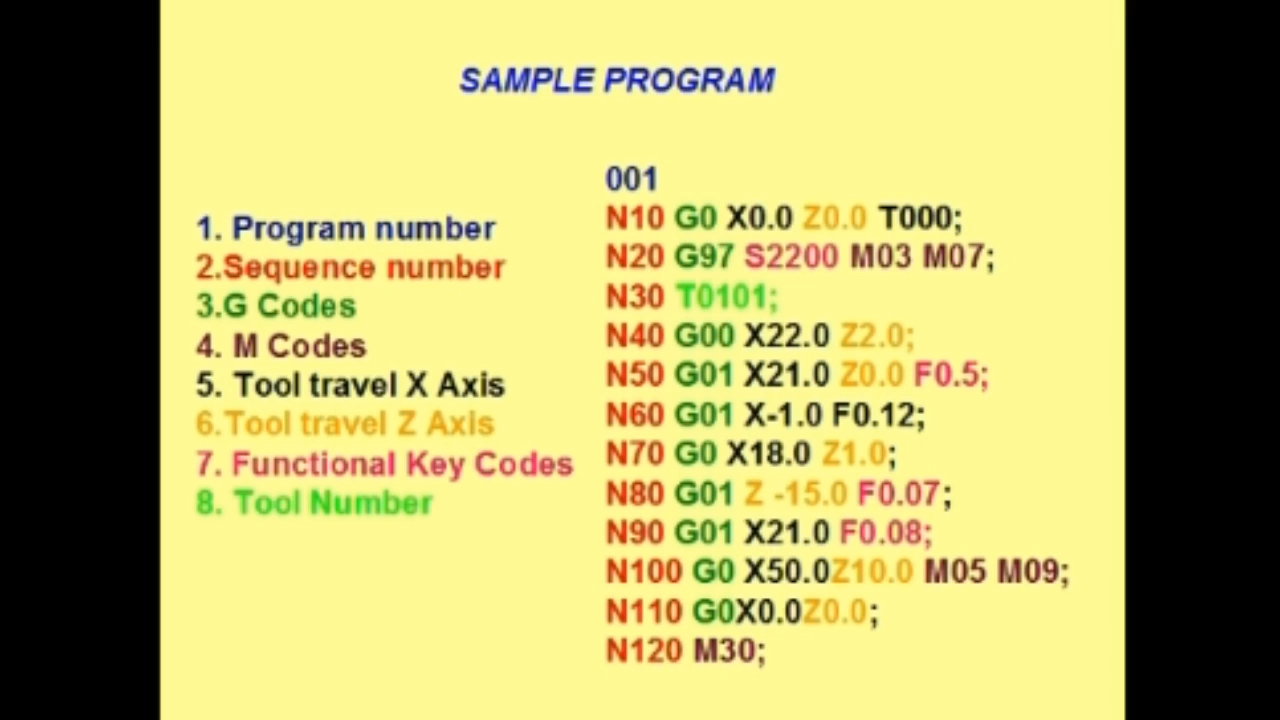 SAMPLE PROGRAM
1. Program number
2.Sequence number
3.G Codes
4. M Codes
5. Tool travel X Axis
6.Tool travel Z Axis
7. Functional Key Codes
8. Tool Number
001
N10 G0 X0.0 Z0.0 T000;
N20 G97 S2200 M03 M07;
N30 T0101;
N40 G00 X22.0 Z2.0;
N50 G01 X21.0 Z0.0 F0.5;
N60 G01 X-1.0 F0.12;
N70 G0 X18.0 Z1.0;
N80 G01 Z -15.0 F0.07;
N90 G01 X21.0 F0.08;
N100 G0 X50.0Z10.0 M05 M09;
N110 G0X0.0Z0.0;
N120 M30;